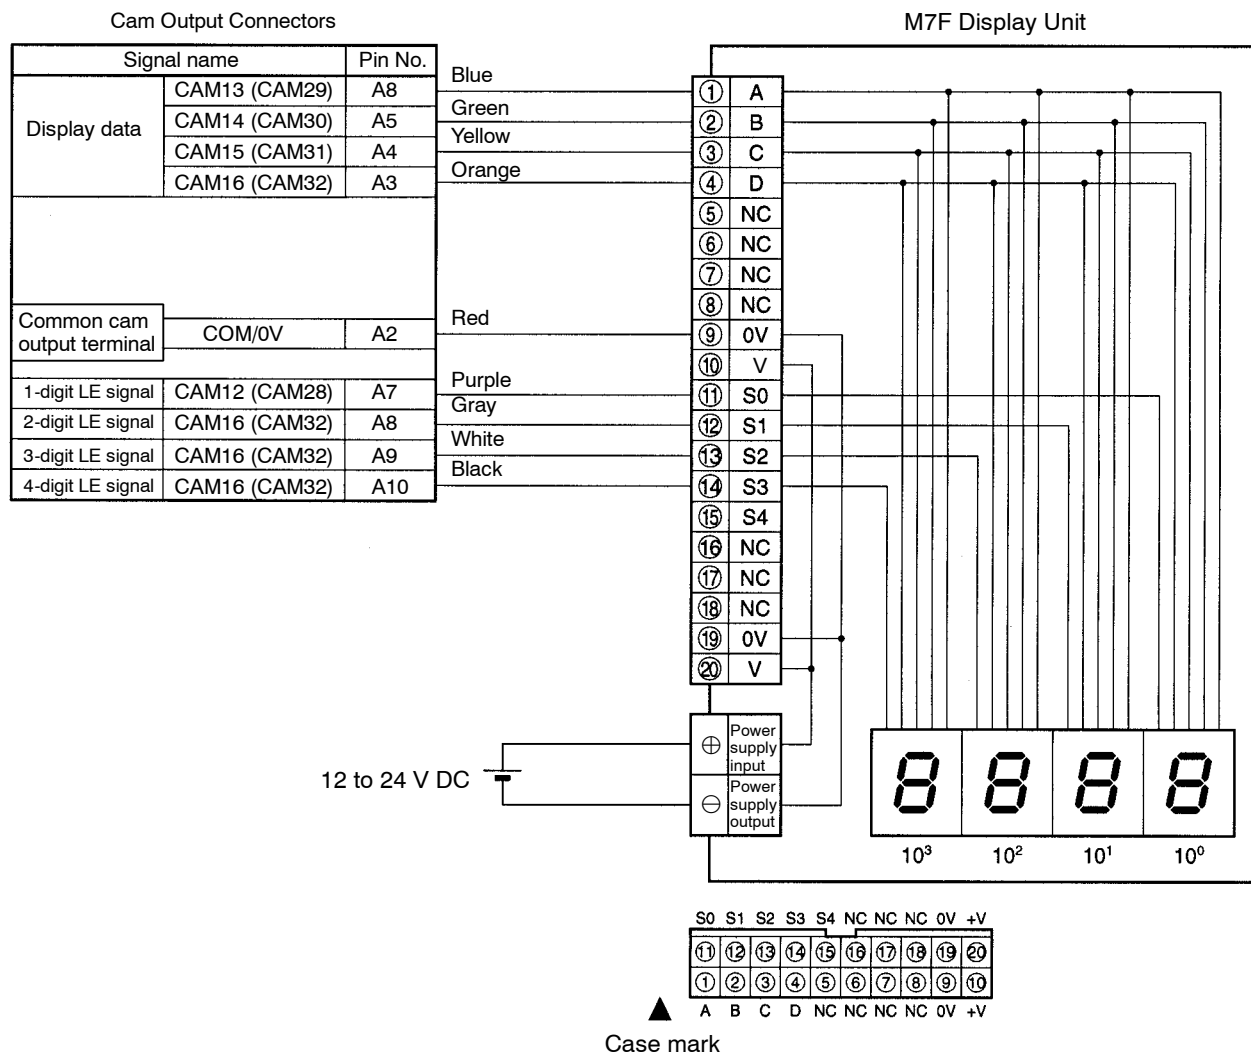 Cam Output Connectors
M7F Display Unit
Signal name Pin No.
Display data
CAM13 (CAM29) A8 Blue
CAM14 (CAM30) A5 Green
CAM15 (CAM31) A4 Yellow
CAM16 (CAM32) A3 Orange
Common cam output terminal
COM/0V A2 Red
1-digit LE signal CAM12 (CAM28) A7 Purple
2-digit LE signal CAM16 (CAM32) A8 Gray
3-digit LE signal CAM16 (CAM32) A9 White
4-digit LE signal CAM16 (CAM32) A10 Black
① A
② B
③ C
④ D
⑤ NC
⑥ NC
⑦ NC
⑧ NC
⑨ 0V
⑩ V
⑪ S0
⑫ S1
⑬ S2
⑭ S3
⑮ S4
⑯ NC
⑰ NC
⑱ NC
⑲ 0V
⑳ V
12 to 24 V DC
⊕ Power supply input
⊖ Power supply output
8 8 8 8
10³ 10² 10¹ 10⁰
S0 S1 S2 S3 S4 NC NC NC 0V +V
⑪ ⑫ ⑬ ⑭ ⑮ ⑯ ⑰ ⑱ ⑲ ⑳
① ② ③ ④ ⑤ ⑥ ⑦ ⑧ ⑨ ⑩
A B C D NC NC NC NC 0V +V
Case mark